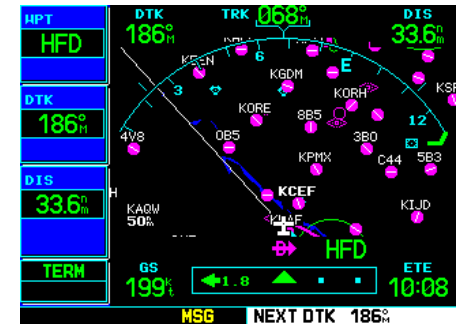 WPT
HFD
DTK
186°M
DIS
33.6nm
TERM
DTK
186°M
TRK 068°M
DIS
33.6nm
KEEN
6
E
KGDM
3
KORH
KSF
KORE
8B5
12
4V8
0B5
3B0
KPMX
C44
5B3
H
KCEF
KAQW
50nm
KIJD
HFD
GS
199kt
1.8
ETE
10:08
MSG
NEXT DTK 186°M